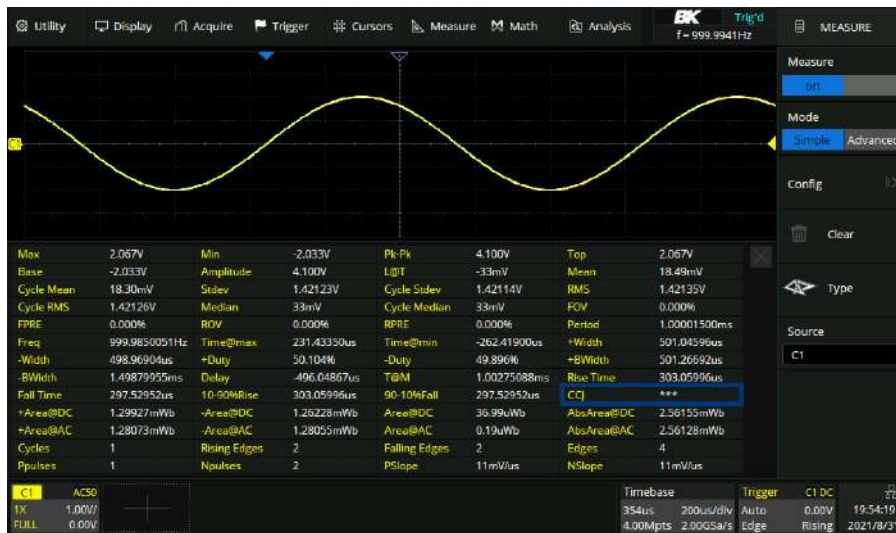 Utility Display Acquire Trigger Cursors Measure Math Analysis BK Trig'd MEASURE
f = 999.9941Hz
Measure
on
Mode
Simple Advanced
Config
Clear
Type
Source
C1
C1
Max 2.067V Min -2.033V Pk-Pk 4.100V Top 2.067V
Base -2.033V Amplitude 4.100V L@T -33mV Mean 18.49mV
Cycle Mean 18.30mV Stdev 1.42123V Cycle Stdev 1.42114V RMS 1.42135V
Cycle RMS 1.42126V Median 33mV Cycle Median 33mV FOV 0.000%
FPRE 0.000% ROV 0.000% RPRE 0.000% Period 1.00001500ms
Freq 999.9850051Hz Time@max 231.43350us Time@min -262.41900us +Width 501.04596us
-Width 498.96904us +Duty 50.104% -Duty 49.896% +BWidth 501.26692us
-BWidth 1.49879955ms Delay -496.04867us T@M 1.00275088ms Rise Time 303.05996us
Fall Time 297.52952us 10-90%Rise 303.05996us 90-10%Fall 297.52952us CCJ ***
+Area@DC 1.29927mWb -Area@DC 1.26228mWb Area@DC 36.99uWb AbsArea@DC 2.56155mWb
+Area@AC 1.28073mWb -Area@AC 1.28055mWb Area@AC 0.19uWb AbsArea@AC 2.56128mWb
Cycles 1 Rising Edges 2 Falling Edges 2 Edges 4
Ppulses 1 Npulses 2 PSlope 11mV/us NSlope 11mV/us
C1 AC50 Timebase Trigger C1 DC
1X 1.00V/ 354us 200us/div Auto 0.00V 19:54:19
FULL 0.00V 4.00Mpts 2.00GSa/s Edge Rising 2021/8/31